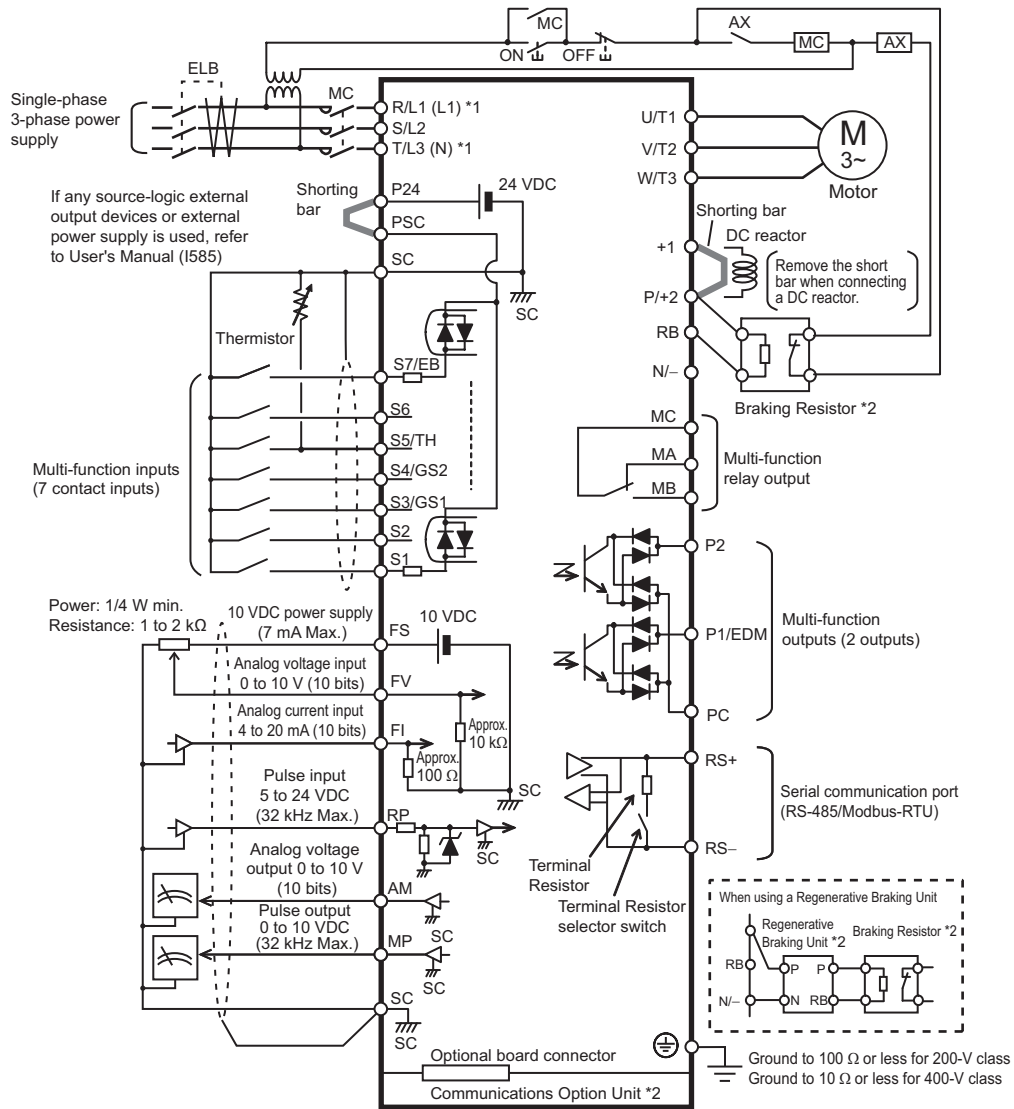 MC
ON
OFF
AX
MC
AX
ELB
MC
Single-phase
3-phase power
supply
R/L1 (L1) *1
S/L2
T/L3 (N) *1
U/T1
V/T2
W/T3
M
3~
Motor
If any source-logic external
output devices or external
power supply is used, refer
to User's Manual (I585)
Shorting
bar
P24
24 VDC
PSC
SC
SC
Shorting bar
DC reactor
+1
P/+2
Remove the short
bar when connecting
a DC reactor.
RB
N/−
Braking Resistor *2
Thermistor
S7/EB
S6
S5/TH
S4/GS2
S3/GS1
S2
S1
Multi-function inputs
(7 contact inputs)
MC
MA
MB
Multi-function
relay output
P2
P1/EDM
PC
Multi-function
outputs (2 outputs)
Power: 1/4 W min.
Resistance: 1 to 2 kΩ
10 VDC power supply
(7 mA Max.)
FS
10 VDC
Analog voltage input
0 to 10 V (10 bits)
FV
Analog current input
4 to 20 mA (10 bits)
FI
Approx.
10 kΩ
Approx.
100 Ω
SC
Pulse input
5 to 24 VDC
(32 kHz Max.)
RP
SC
Analog voltage
output 0 to 10 V
(10 bits)
AM
SC
Pulse output
0 to 10 VDC
(32 kHz Max.)
MP
SC
SC
SC
RS+
RS−
Serial communication port
(RS-485/Modbus-RTU)
Terminal
Resistor
Terminal Resistor
selector switch
When using a Regenerative Braking Unit
Regenerative
Braking Unit *2
Braking Resistor *2
RB
N/−
P
P
N
RB
Optional board connector
Communications Option Unit *2
Ground to 100 Ω or less for 200-V class
Ground to 10 Ω or less for 400-V class